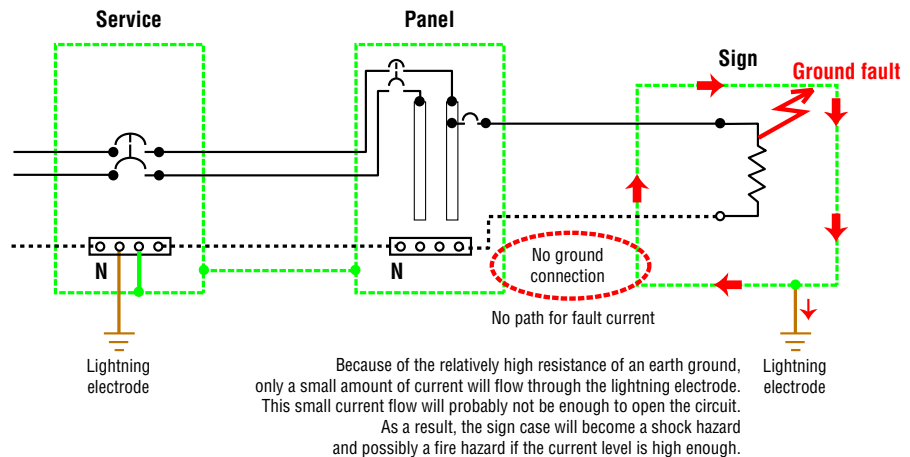 Service
Panel
Sign
Ground fault
N
N
No ground
connection
No path for fault current
Lightning
electrode
Because of the relatively high resistance of an earth ground,
only a small amount of current will flow through the lightning electrode.
This small current flow will probably not be enough to open the circuit.
As a result, the sign case will become a shock hazard
and possibly a fire hazard if the current level is high enough.
Lightning
electrode